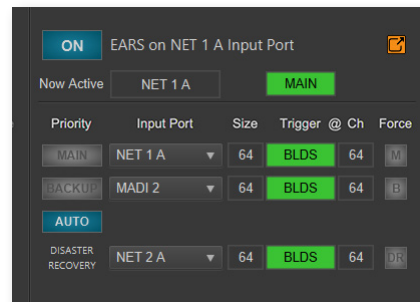 ON EARS on NET 1 A Input Port
Now Active NET 1 A MAIN
Priority Input Port Size Trigger @ Ch Force
MAIN NET 1 A 64 BLDS 64 M
BACKUP MADI 2 64 BLDS 64 B
AUTO
DISASTER
RECOVERY NET 2 A 64 BLDS 64 DR